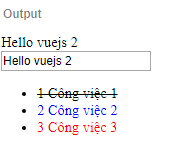 Output
Hello vuejs 2
Hello vuejs 2
1 Công việc 1
2 Công việc 2
3 Công việc 3